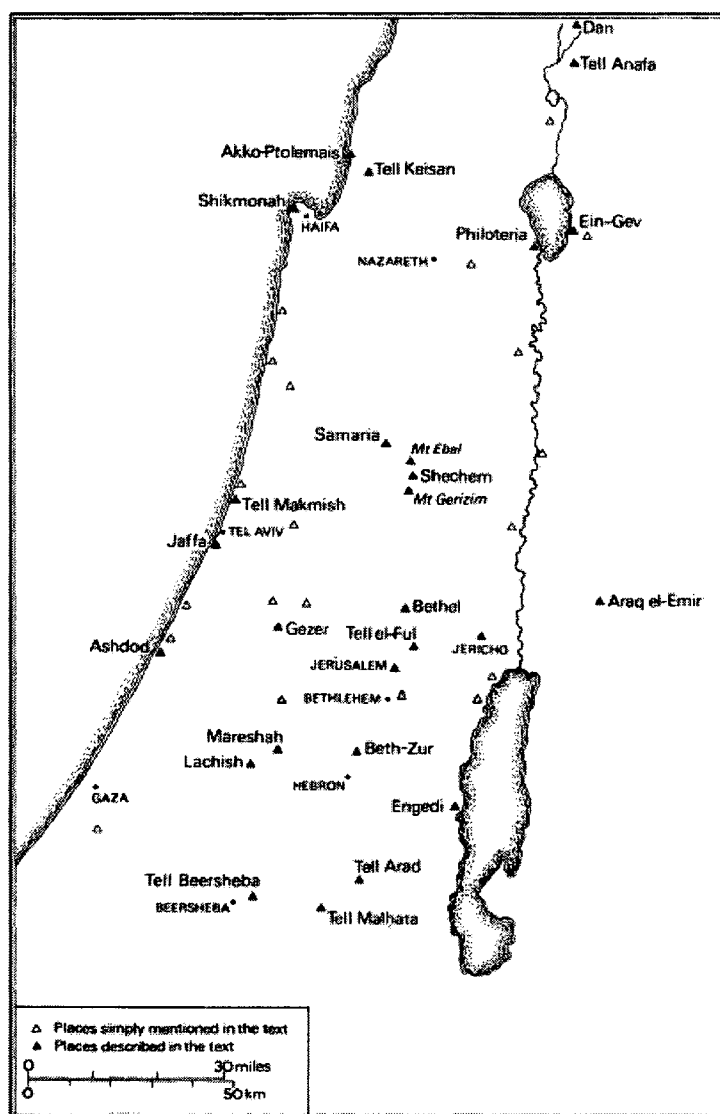 Dan
Tell Anafa
Akko-Ptolemais
Tell Keisan
Shikmonah
HAIFA
Ein-Gev
Philoteria
NAZARETH
Samaria
Mt Ebal
Shechem
Mt Gerizim
Tell Makmish
TEL AVIV
Jaffa
Araq el-Emir
Bethel
Gezer
Tell el-Ful
JERICHO
Ashdod
JERUSALEM
BETHLEHEM
Mareshah
Beth-Zur
Lachish
HEBRON
GAZA
Engedi
Tell Arad
Tell Beersheba
BEERSHEBA
Tell Malhata
Places simply mentioned in the text
Places described in the text
0 30 miles
0 50 km